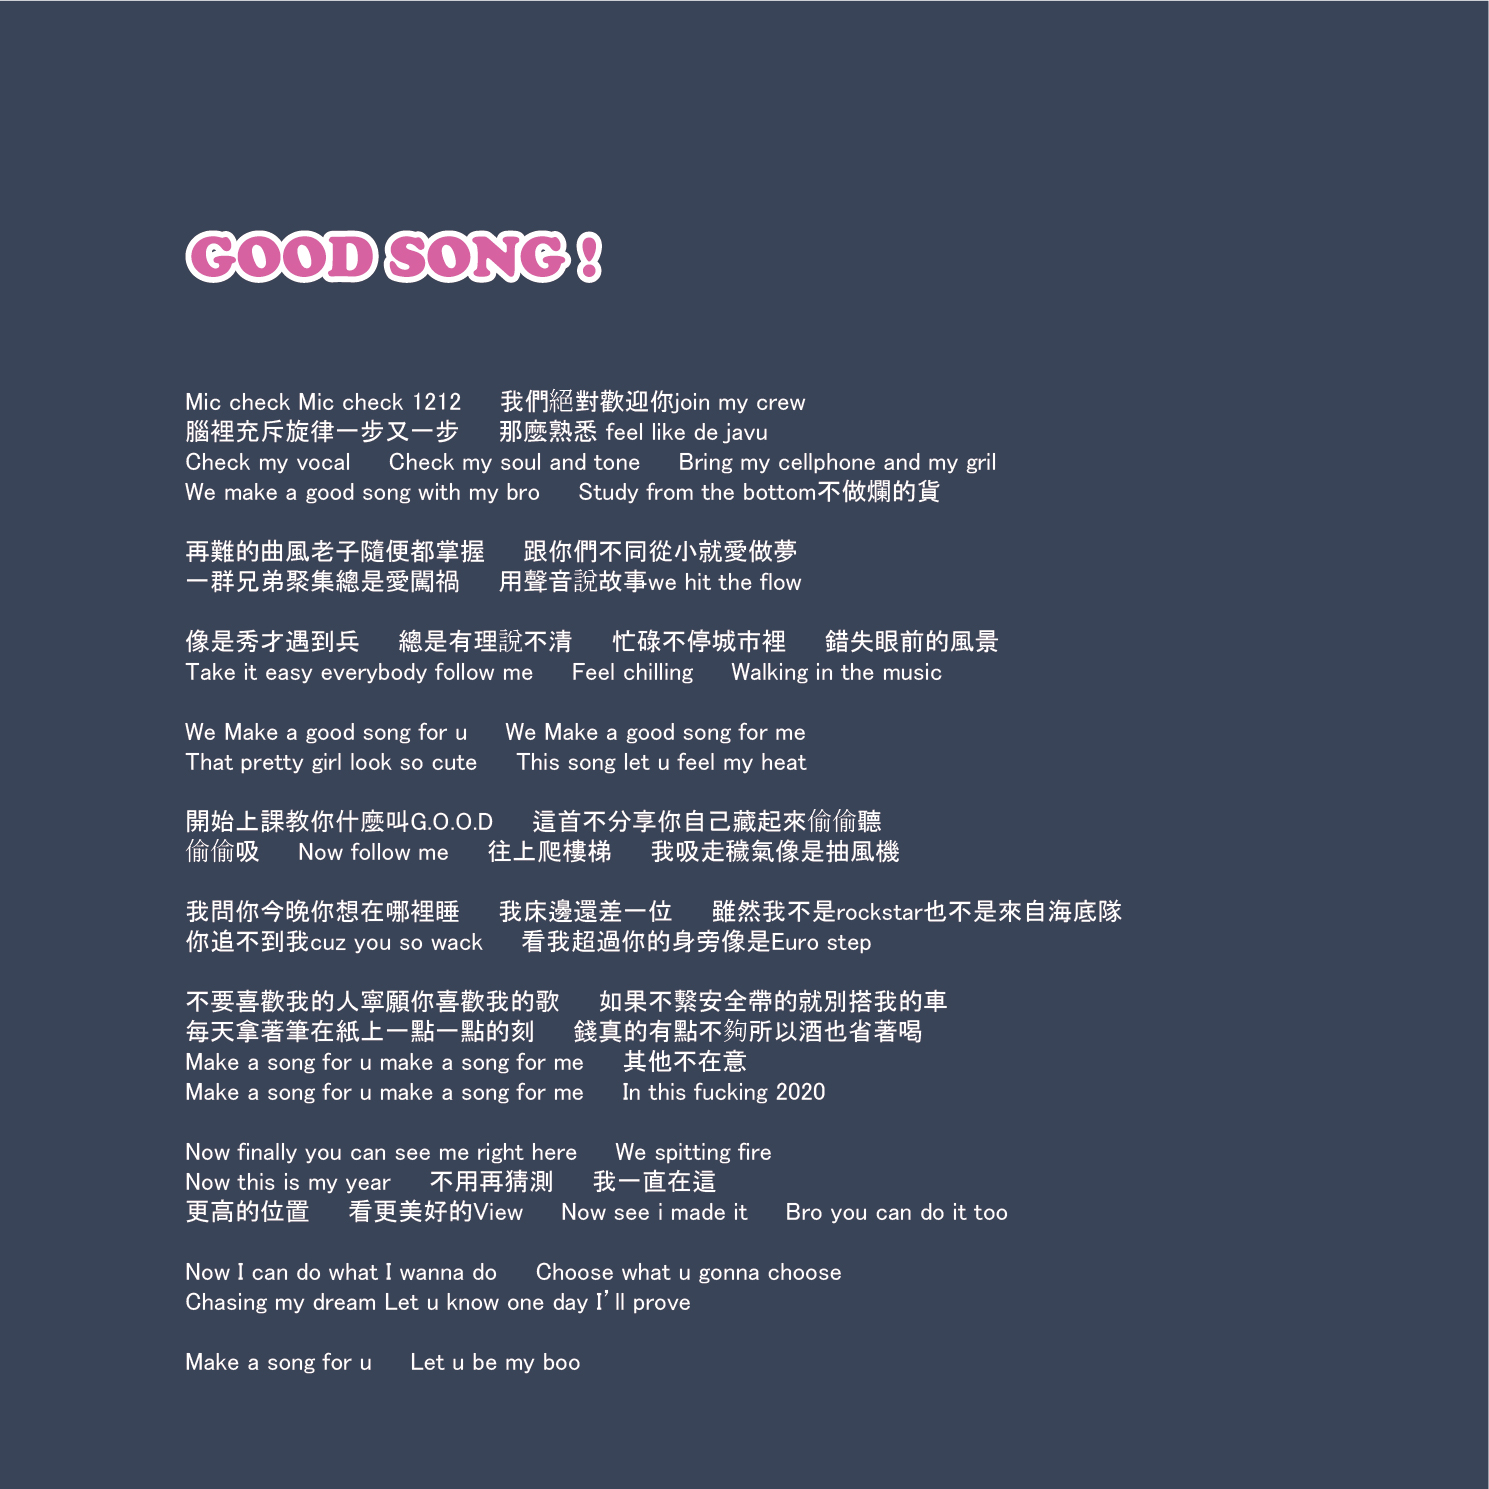 GOOD SONG !
Mic check Mic check 1212 我們絕對歡迎你join my crew
腦裡充斥旋律一步又一步 那麼熟悉 feel like de javu
Check my vocal Check my soul and tone Bring my cellphone and my gril
We make a good song with my bro Study from the bottom不做爛的貨
再難的曲風老子隨便都掌握 跟你們不同從小就愛做夢
一群兄弟聚集總是愛闖禍 用聲音說故事we hit the flow
像是秀才遇到兵 總是有理說不清 忙碌不停城市裡 錯失眼前的風景
Take it easy everybody follow me Feel chilling Walking in the music
We Make a good song for u We Make a good song for me
That pretty girl look so cute This song let u feel my heat
開始上課教你什麼叫G.O.O.D 這首不分享你自己藏起來偷偷聽
偷偷吸 Now follow me 往上爬樓梯 我吸走穢氣像是抽風機
我問你今晚你想在哪裡睡 我床邊還差一位 雖然我不是rockstar也不是來自海底隊
你追不到我cuz you so wack 看我超過你的身旁像是Euro step
不要喜歡我的人寧願你喜歡我的歌 如果不繫安全帶的就別搭我的車
每天拿著筆在紙上一點一點的刻 錢真的有點不夠所以酒也省著喝
Make a song for u make a song for me 其他不在意
Make a song for u make a song for me In this fucking 2020
Now finally you can see me right here We spitting fire
Now this is my year 不用再猜測 我一直在這
更高的位置 看更美好的View Now see i made it Bro you can do it too
Now I can do what I wanna do Choose what u gonna choose
Chasing my dream Let u know one day I’ll prove
Make a song for u Let u be my boo